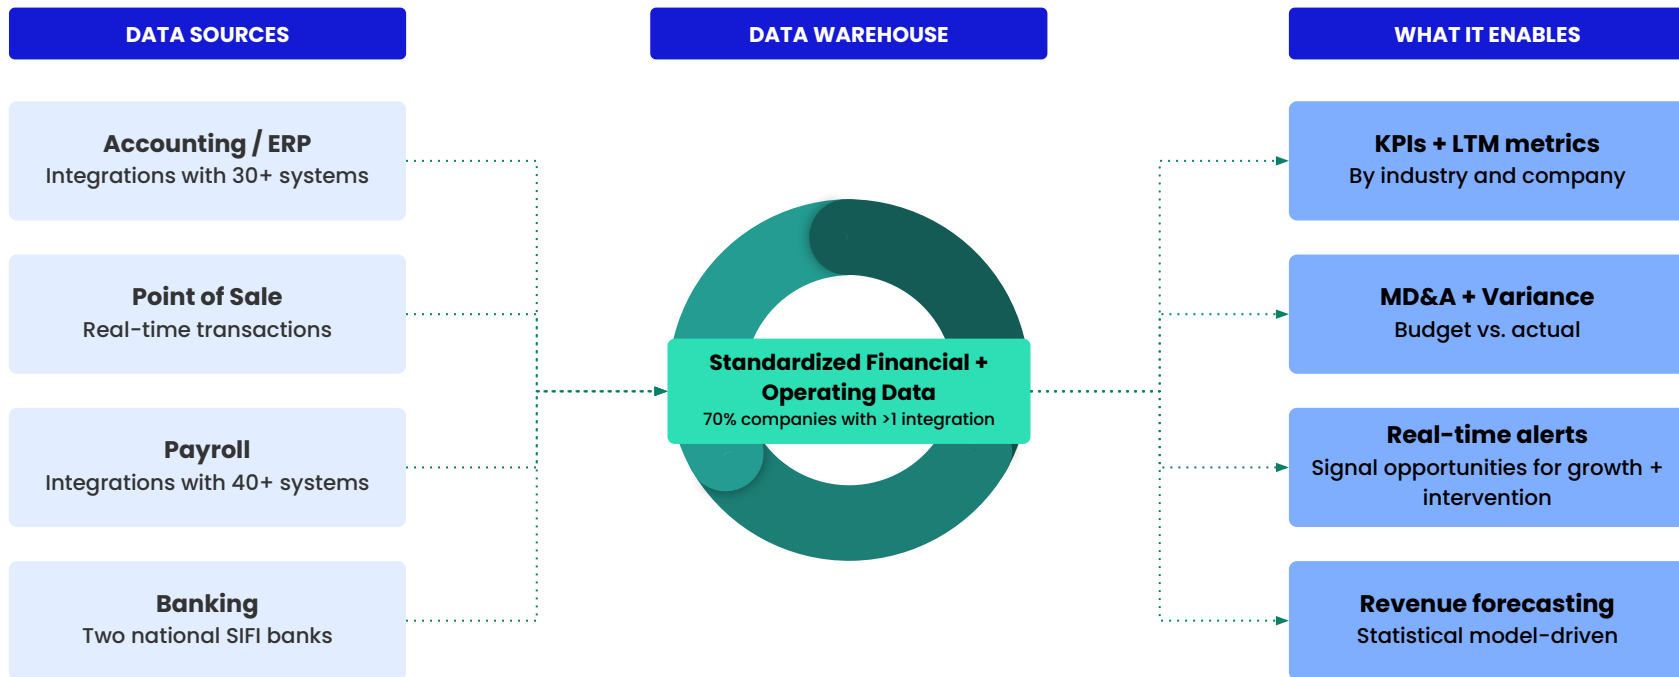 DATA SOURCES
DATA WAREHOUSE
WHAT IT ENABLES
Accounting / ERP
Integrations with 30+ systems
Point of Sale
Real-time transactions
Payroll
Integrations with 40+ systems
Banking
Two national SIFI banks
Standardized Financial +
Operating Data
70% companies with >1 integration
KPIs + LTM metrics
By industry and company
MD&A + Variance
Budget vs. actual
Real-time alerts
Signal opportunities for growth +
intervention
Revenue forecasting
Statistical model-driven